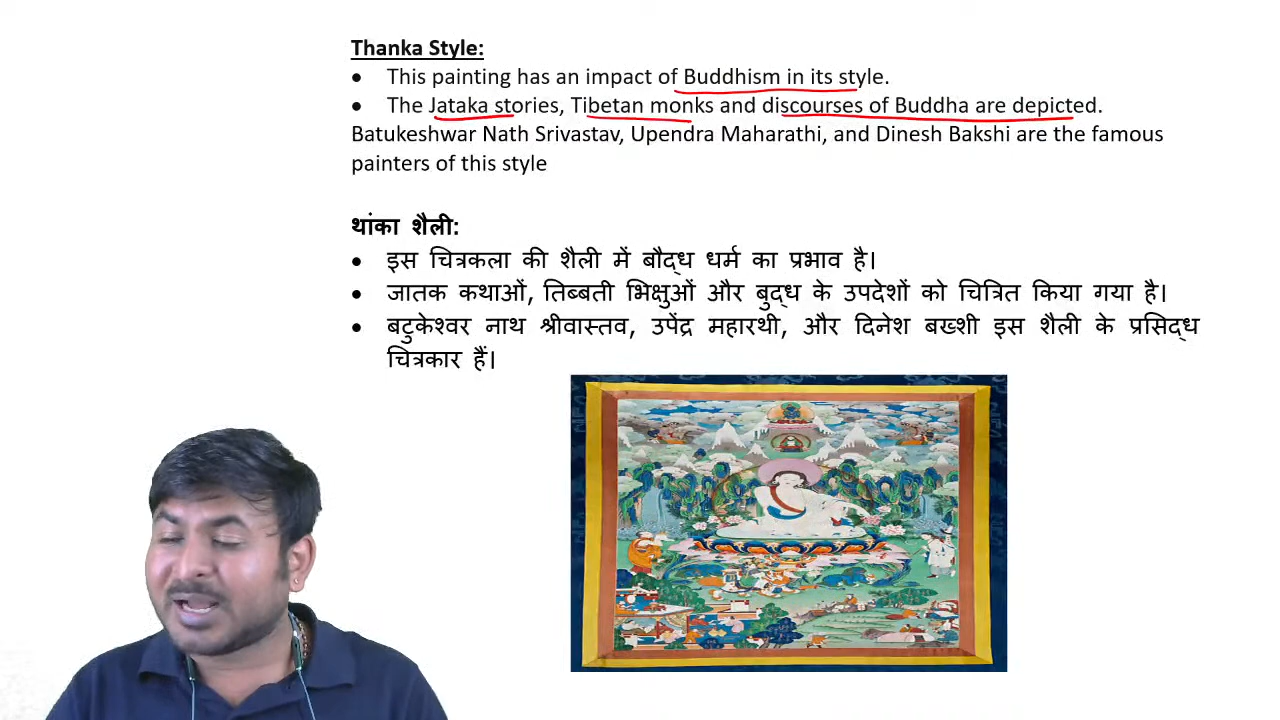 Thanka Style:
• This painting has an impact of Buddhism in its style.
• The Jataka stories, Tibetan monks and discourses of Buddha are depicted.
Batukeshwar Nath Srivastav, Upendra Maharathi, and Dinesh Bakshi are the famous
painters of this style
थांका शैली:
• इस चित्रकला की शैली में बौद्ध धर्म का प्रभाव है।
• जातक कथाओं, तिब्बती भिक्षुओं और बुद्ध के उपदेशों को चित्रित किया गया है।
• बटुकेश्वर नाथ श्रीवास्तव, उपेंद्र महारथी, और दिनेश बख्शी इस शैली के प्रसिद्ध
चित्रकार हैं।